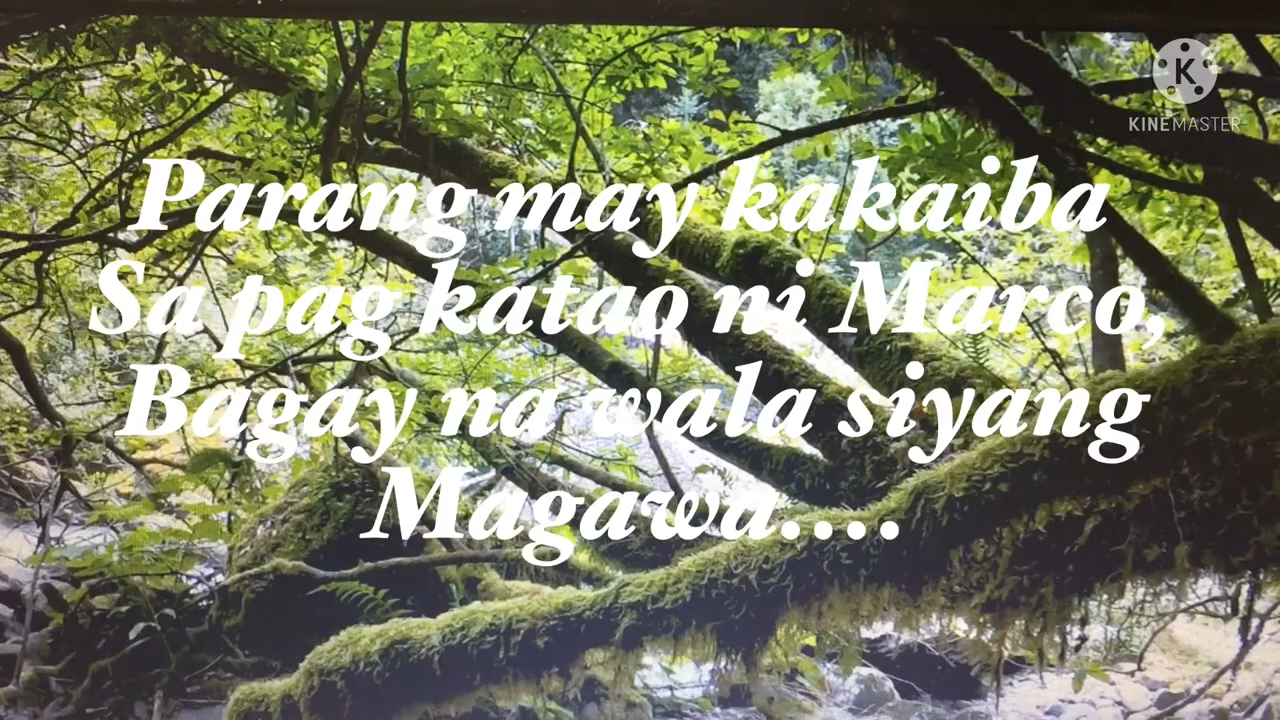 KINEMASTER
Parang may kakaiba
Sa pag katao ni Marco,
Bagay na wala siyang
Magawa....